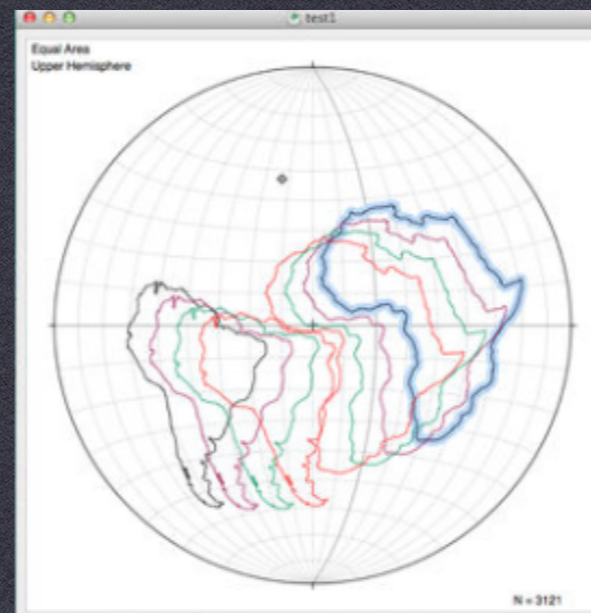 test1
Equal Area
Upper Hemisphere
N = 3121